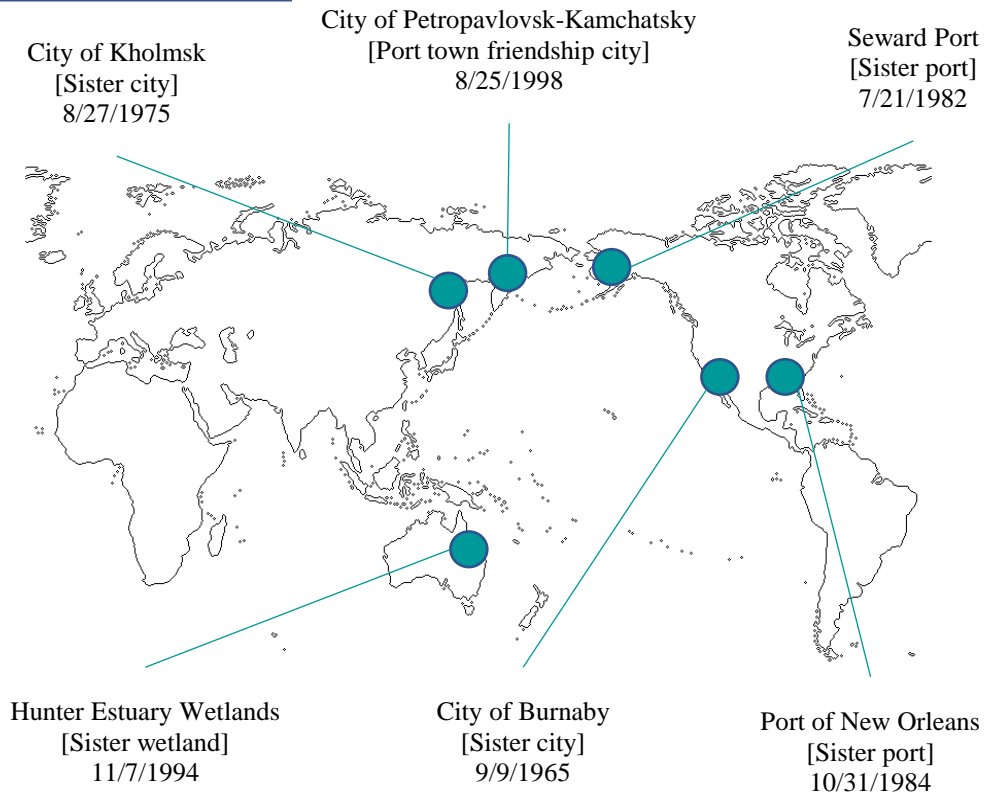 City of Kholmsk
[Sister city]
8/27/1975
City of Petropavlovsk-Kamchatsky
[Port town friendship city]
8/25/1998
Seward Port
[Sister port]
7/21/1982
Hunter Estuary Wetlands
[Sister wetland]
11/7/1994
City of Burnaby
[Sister city]
9/9/1965
Port of New Orleans
[Sister port]
10/31/1984